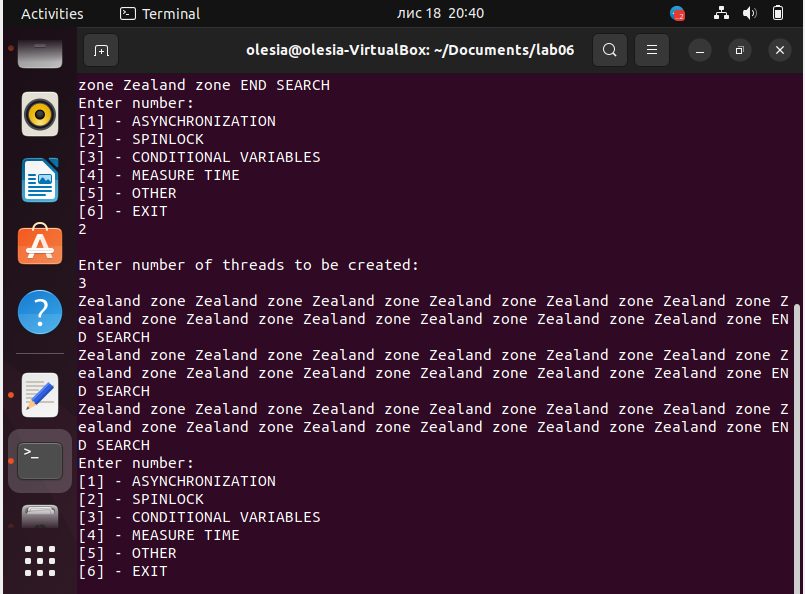 Activities Terminal лис 18 20:40 2
olesia@olesia-VirtualBox: ~/Documents/lab06
zone Zealand zone END SEARCH
Enter number:
[1] - ASYNCHRONIZATION
[2] - SPINLOCK
[3] - CONDITIONAL VARIABLES
[4] - MEASURE TIME
[5] - OTHER
[6] - EXIT
2
Enter number of threads to be created:
3
Zealand zone Zealand zone Zealand zone Zealand zone Zealand zone Zealand zone Z
ealand zone Zealand zone Zealand zone Zealand zone Zealand zone Zealand zone EN
D SEARCH
Zealand zone Zealand zone Zealand zone Zealand zone Zealand zone Zealand zone Z
ealand zone Zealand zone Zealand zone Zealand zone Zealand zone Zealand zone EN
D SEARCH
Zealand zone Zealand zone Zealand zone Zealand zone Zealand zone Zealand zone Z
ealand zone Zealand zone Zealand zone Zealand zone Zealand zone Zealand zone EN
D SEARCH
Enter number:
[1] - ASYNCHRONIZATION
[2] - SPINLOCK
[3] - CONDITIONAL VARIABLES
[4] - MEASURE TIME
[5] - OTHER
[6] - EXIT